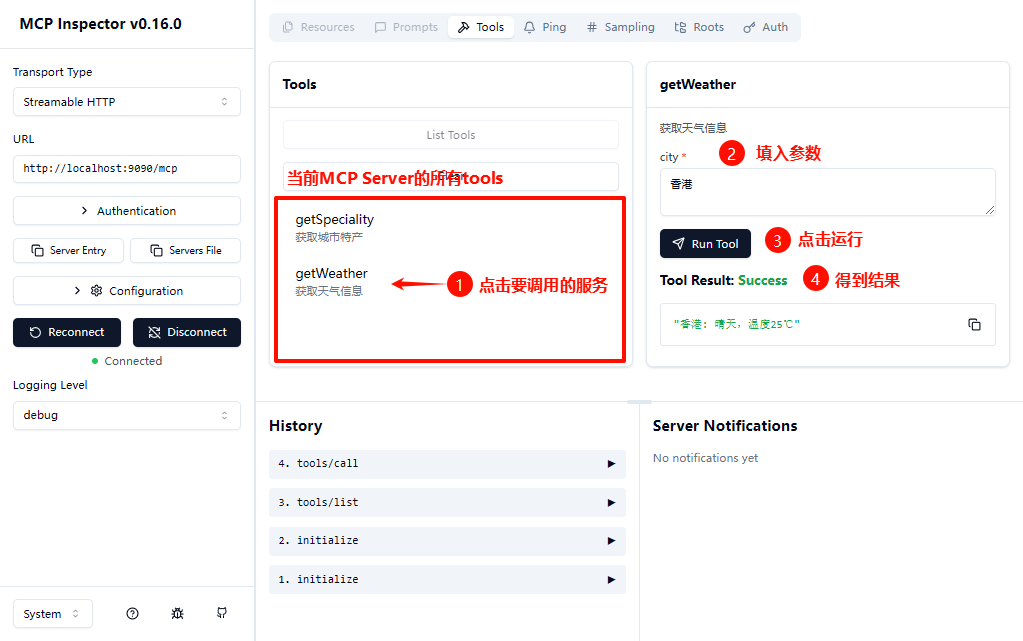 MCP Inspector v0.16.0
Transport Type
Streamable HTTP
URL
http://localhost:9090/mcp
Authentication
Server Entry
Servers File
Configuration
Reconnect
Disconnect
Connected
Logging Level
debug
System
Resources
Prompts
Tools
Ping
Sampling
Roots
Auth
Tools
List Tools
当前MCP Server的所有tools
getSpeciality
获取城市特产
getWeather
获取天气信息
1 点击要调用的服务
getWeather
获取天气信息
city *
2 填入参数
香港
Run Tool
3 点击运行
Tool Result: Success
4 得到结果
"香港: 晴天，温度25℃"
History
4. tools/call
3. tools/list
2. initialize
1. initialize
Server Notifications
No notifications yet